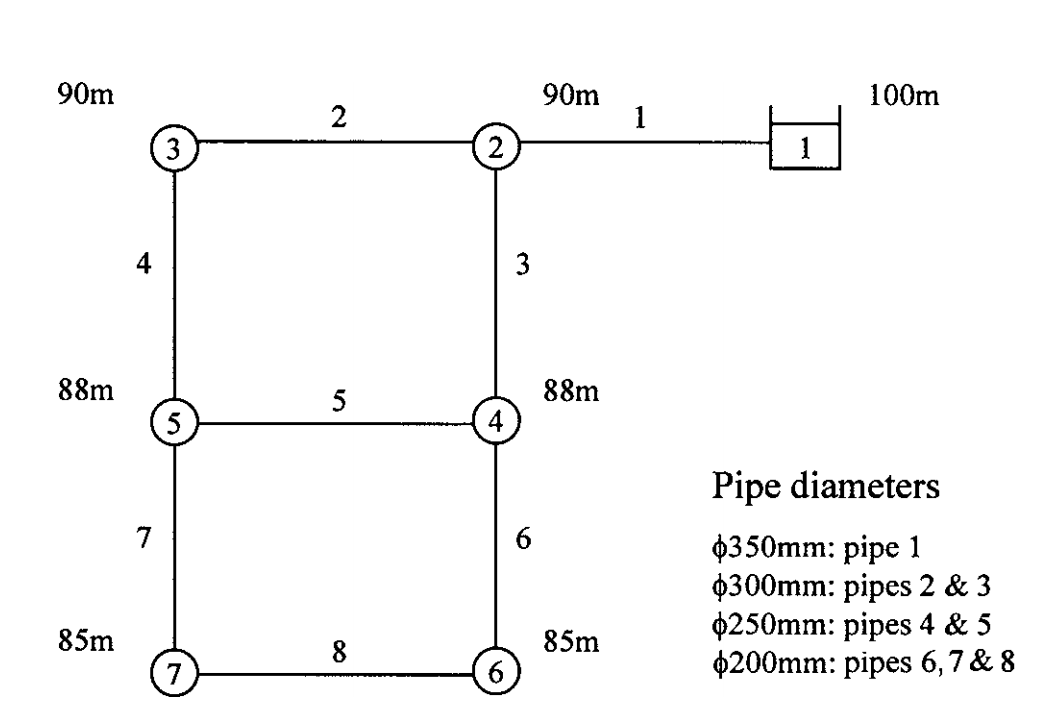 90m
90m
100m
2
1
3
2
1
4
3
88m
88m
5
5
4
Pipe diameters
7
6
ϕ350mm: pipe 1
ϕ300mm: pipes 2 & 3
ϕ250mm: pipes 4 & 5
ϕ200mm: pipes 6, 7 & 8
85m
85m
8
7
6